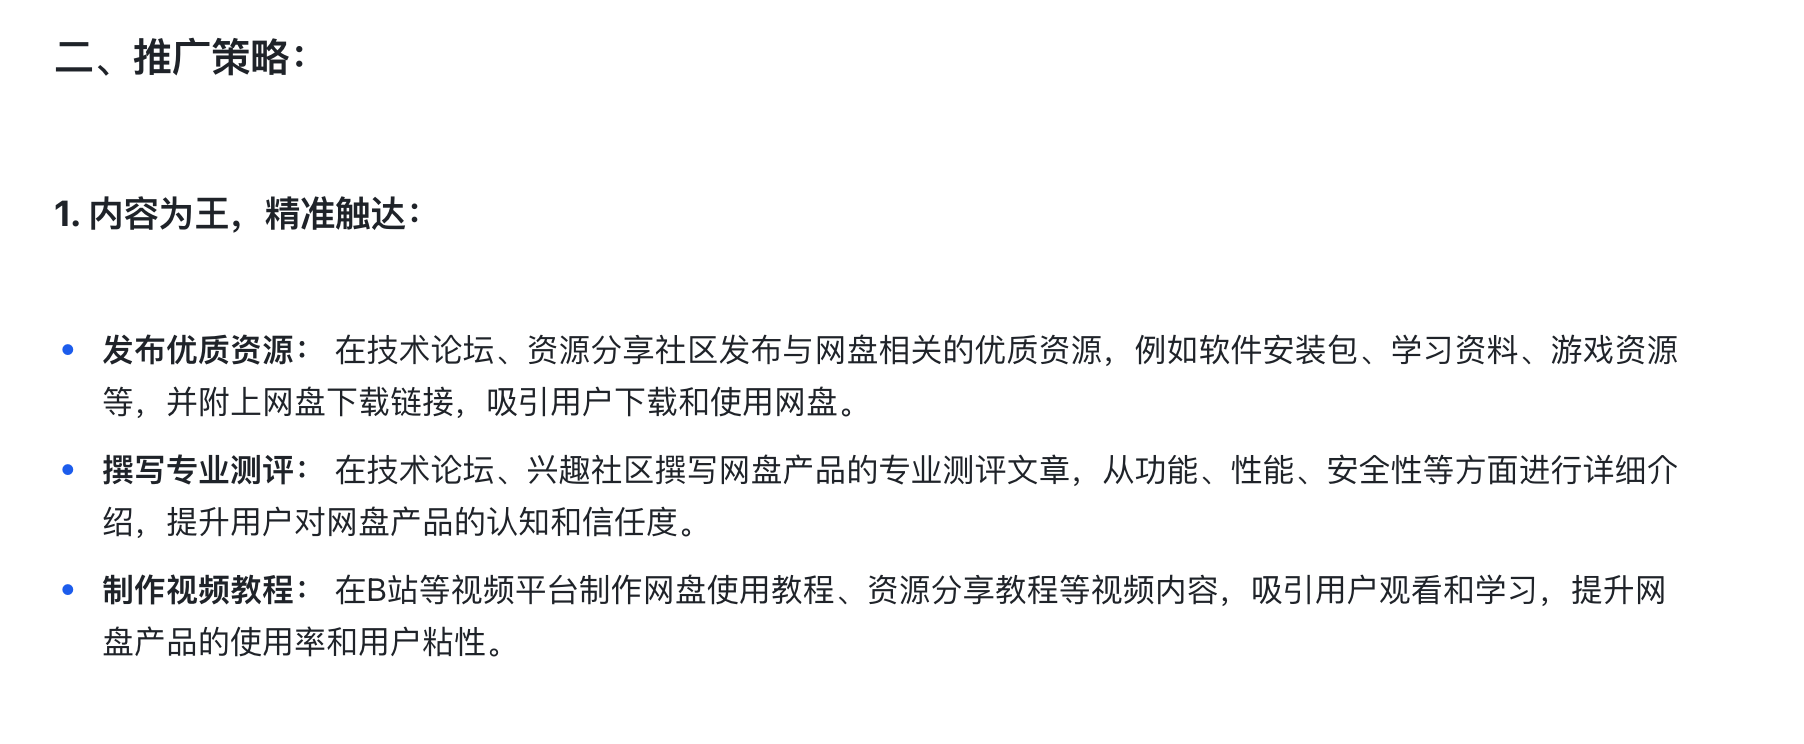 二、推广策略：
1. 内容为王，精准触达：
• 发布优质资源： 在技术论坛、资源分享社区发布与网盘相关的优质资源，例如软件安装包、学习资料、游戏资源
等，并附上网盘下载链接，吸引用户下载和使用网盘。
• 撰写专业测评： 在技术论坛、兴趣社区撰写网盘产品的专业测评文章，从功能、性能、安全性等方面进行详细介
绍，提升用户对网盘产品的认知和信任度。
• 制作视频教程： 在B站等视频平台制作网盘使用教程、资源分享教程等视频内容，吸引用户观看和学习，提升网
盘产品的使用率和用户粘性。